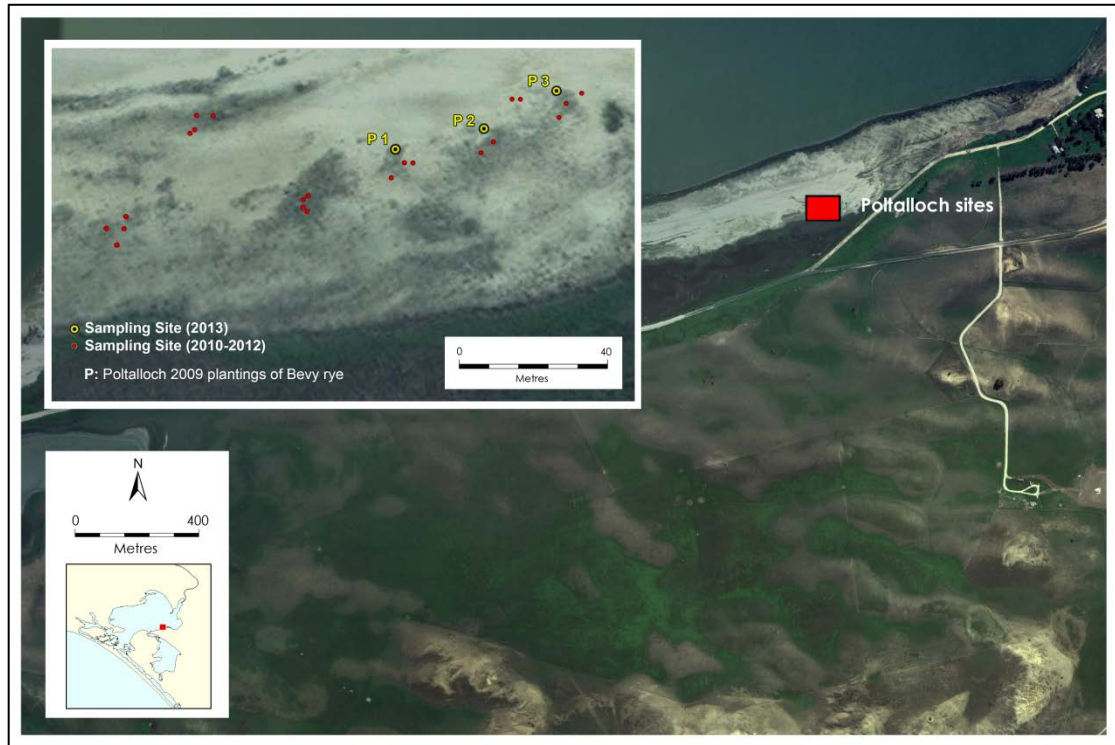 P 3
P 2
P 1
Poltalloch sites
Sampling Site (2013)
Sampling Site (2010-2012)
P: Poltalloch 2009 plantings of Bevy rye
0 40
Metres
N
0 400
Metres